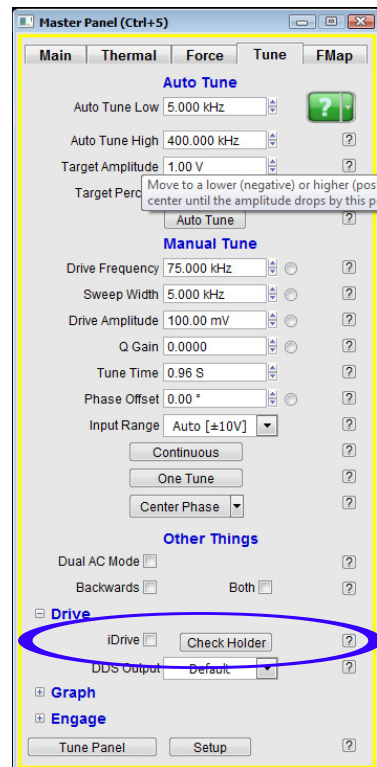 Master Panel (Ctrl+5)
Main Thermal Force Tune FMap
Auto Tune
Auto Tune Low 5.000 kHz ?
Auto Tune High 400.000 kHz ?
Target Amplitude 1.00 V ?
Move to a lower (negative) or higher (pos
Target center until the amplitude drops by this
Auto Tune ?
Manual Tune
Drive Frequency 75.000 kHz ?
Sweep Width 5.000 kHz ?
Drive Amplitude 100.00 mV ?
Q Gain 0.0000 ?
Tune Time 0.96 S ?
Phase Offset 0.00 ° ?
Input Range Auto [±10V] ?
Continuous ?
One Tune ?
Center Phase ?
Other Things
Dual AC Mode ?
Backwards Both ?
Drive
iDrive Check Holder ?
DDS Output Default ?
Graph
Engage
Tune Panel Setup ?